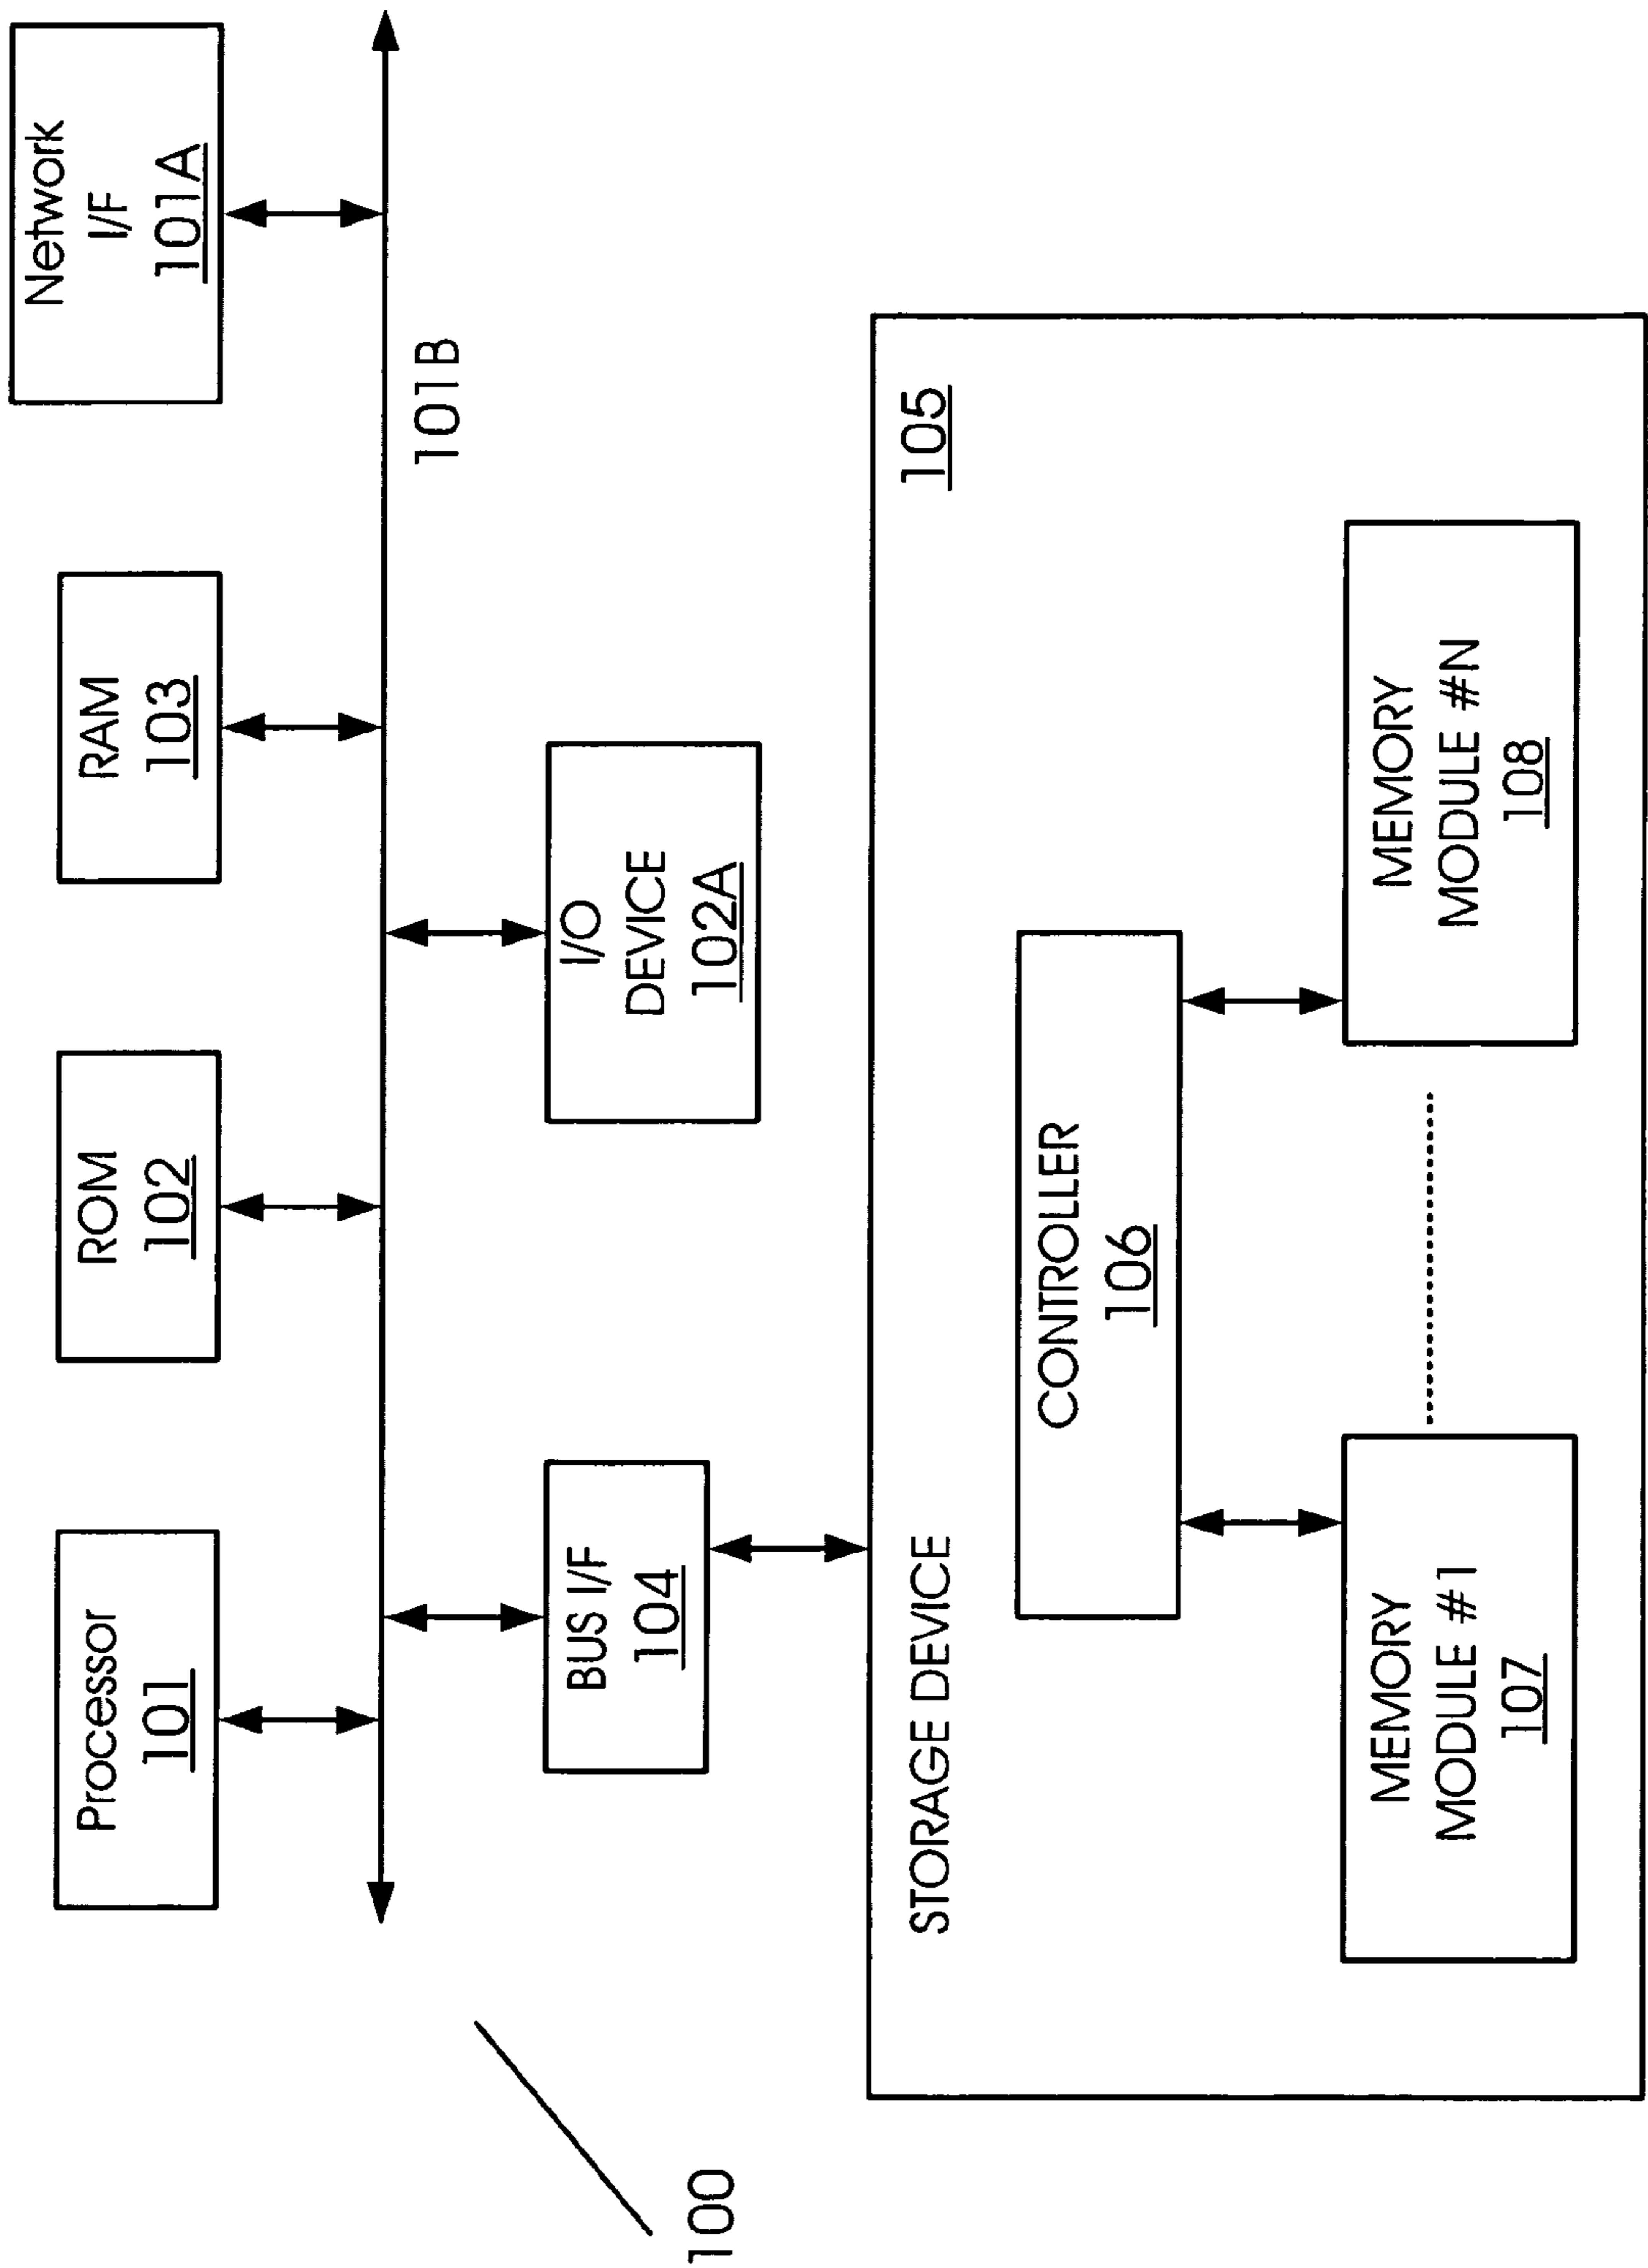 Processor
101
ROM
102
RAM
103
Network
I/F
101A
101B
BUS I/F
104
I/O
DEVICE
102A
100
STORAGE DEVICE
105
CONTROLLER
106
MEMORY
MODULE #1
107
MEMORY
MODULE #N
108